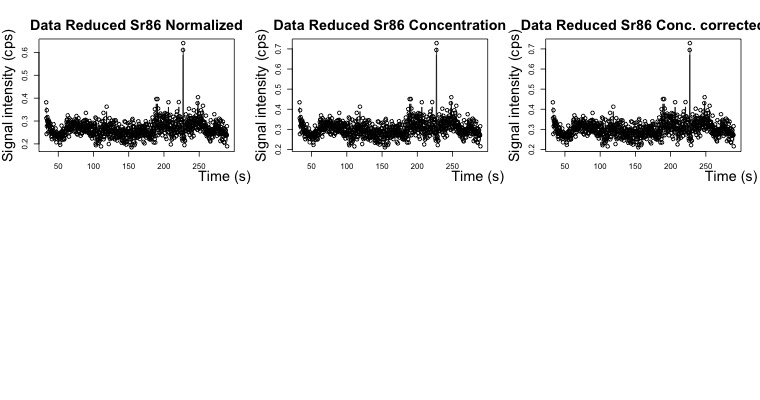 Data Reduced Sr86 Normalized
Signal intensity (cps)
0.6
0.5
0.4
0.3
0.2
50 100 150 200 250
Time (s)
Data Reduced Sr86 Concentration
Signal intensity (cps)
0.7
0.6
0.5
0.4
0.3
0.2
50 100 150 200 250
Time (s)
Data Reduced Sr86 Conc. corrected
Signal intensity (cps)
0.7
0.6
0.5
0.4
0.3
0.2
50 100 150 200 250
Time (s)